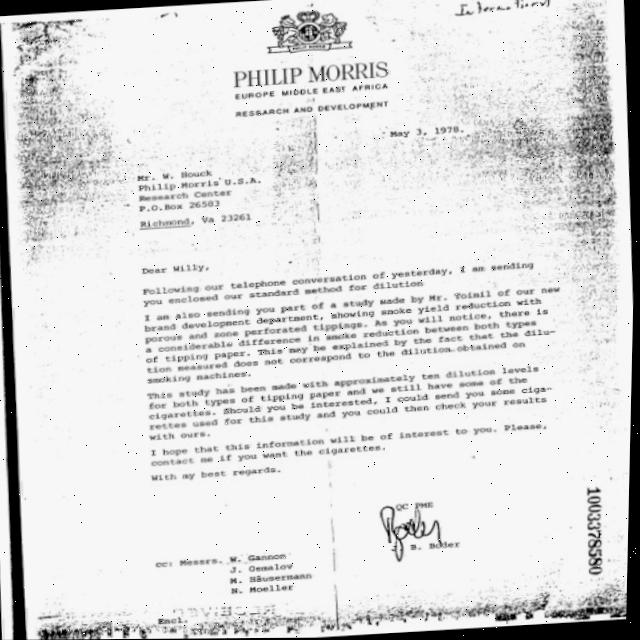 International
PHILIP MORRIS
EUROPE MIDDLE EAST AFRICA
RESEARCH AND DEVELOPMENT
May 3, 1978.
Mr. W. Houck
Philip Morris U.S.A.
Research Center
P.O.Box 26583
Richmond, Va 23261
Dear Willy,
Following our telephone conversation of yesterday, I am sending
you enclosed our standard method for dilution
I am also sending you part of a study made by Mr. Yoimil of our new
brand development department, showing smoke yield reduction with
porous and zone perforated tippings. As you will notice, there is
a considerable difference in smoke reduction between both types
of tipping paper. This may be explained by the fact that the dilu-
tion measured does not correspond to the dilution obtained on
smoking machines.
This study has been made with approximately ten dilution levels
for both types of tipping paper and we still have some of the
cigarettes. Should you be interested, I could send you some ciga-
rettes used for this study and you could then check your results
with ours.
I hope that this information will be of interest to you. Please,
contact me if you want the cigarettes.
With my best regards.
QC PME
B. Boder
cc: Messrs. W. Gannon
J. Osmalov
M. Häusermann
N. Moeller
Encl.
1003378580